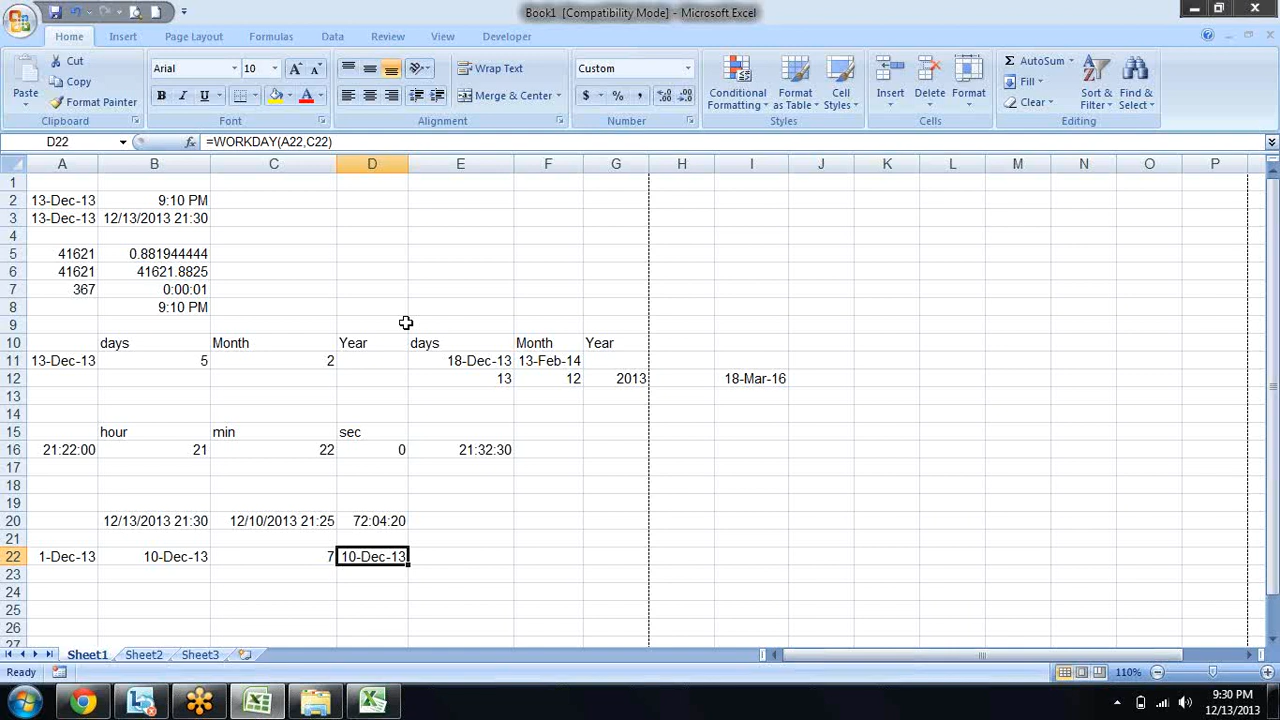 Book1 [Compatibility Mode] - Microsoft Excel
Home Insert Page Layout Formulas Data Review View Developer
Paste Cut Copy Format Painter Clipboard
Arial 10 B I U A A A Font
Wrap Text Merge & Center Alignment
Custom $ % , .0 .00 .00 .0 Number
Conditional Formatting Format as Table Cell Styles Styles
Insert Delete Format Cells
Σ AutoSum Fill Clear Sort & Filter Find & Select Editing
D22 fx =WORKDAY(A22,C22)
A B C D E F G H I J K L M N O P
1
2 13-Dec-13 9:10 PM
3 13-Dec-13 12/13/2013 21:30
4
5 41621 0.881944444
6 41621 41621.8825
7 367 0:00:01
8 9:10 PM
9
10 days Month Year days Month Year
11 13-Dec-13 5 2 18-Dec-13 13-Feb-14
12 13 12 2013 18-Mar-16
13
14
15 hour min sec
16 21:22:00 21 22 0 21:32:30
17
18
19
20 12/13/2013 21:30 12/10/2013 21:25 72:04:20
21
22 1-Dec-13 10-Dec-13 7 10-Dec-13
23
24
25
26
27
Sheet1 Sheet2 Sheet3
Ready 110%
9:30 PM
12/13/2013